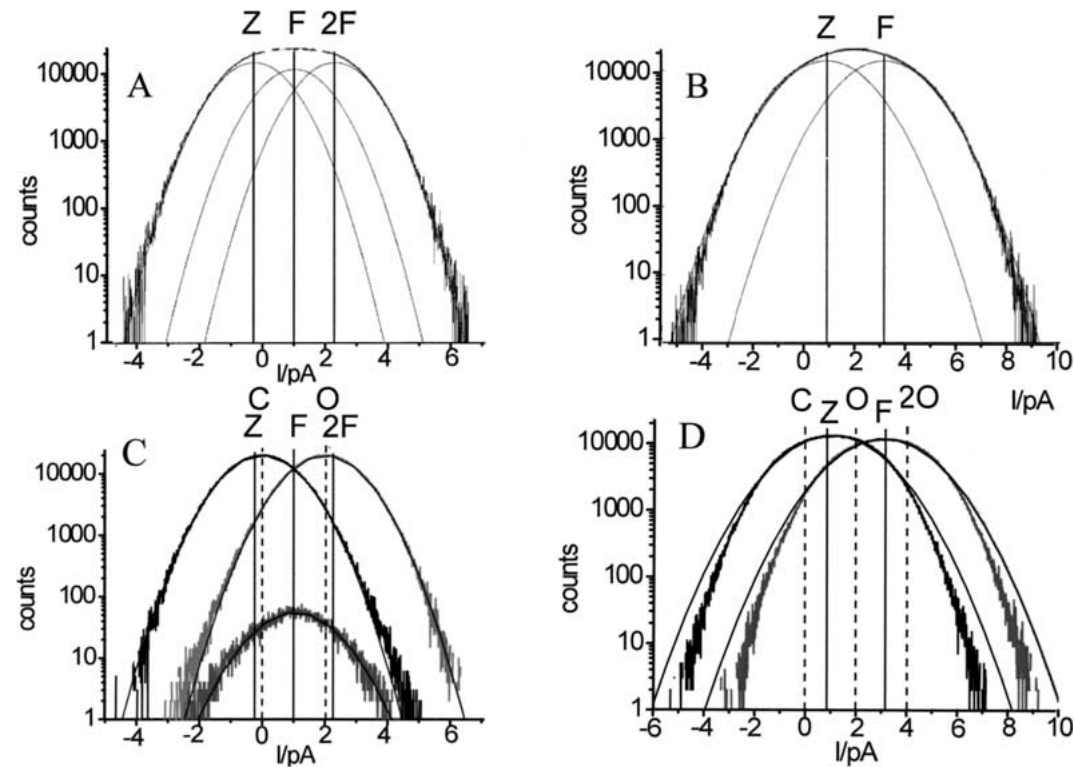 Z F 2F
A
10000
1000
100
10
1
counts
-4 -2 0 2 4 6
I/pA
Z F
B
10000
1000
100
10
1
counts
-4 -2 0 2 4 6 8 10
I/pA
C O
Z F 2F
C
10000
1000
100
10
1
counts
-4 -2 0 2 4 6
I/pA
C Z O F 2O
D
10000
1000
100
10
1
counts
-6 -4 -2 0 2 4 6 8 10
I/pA